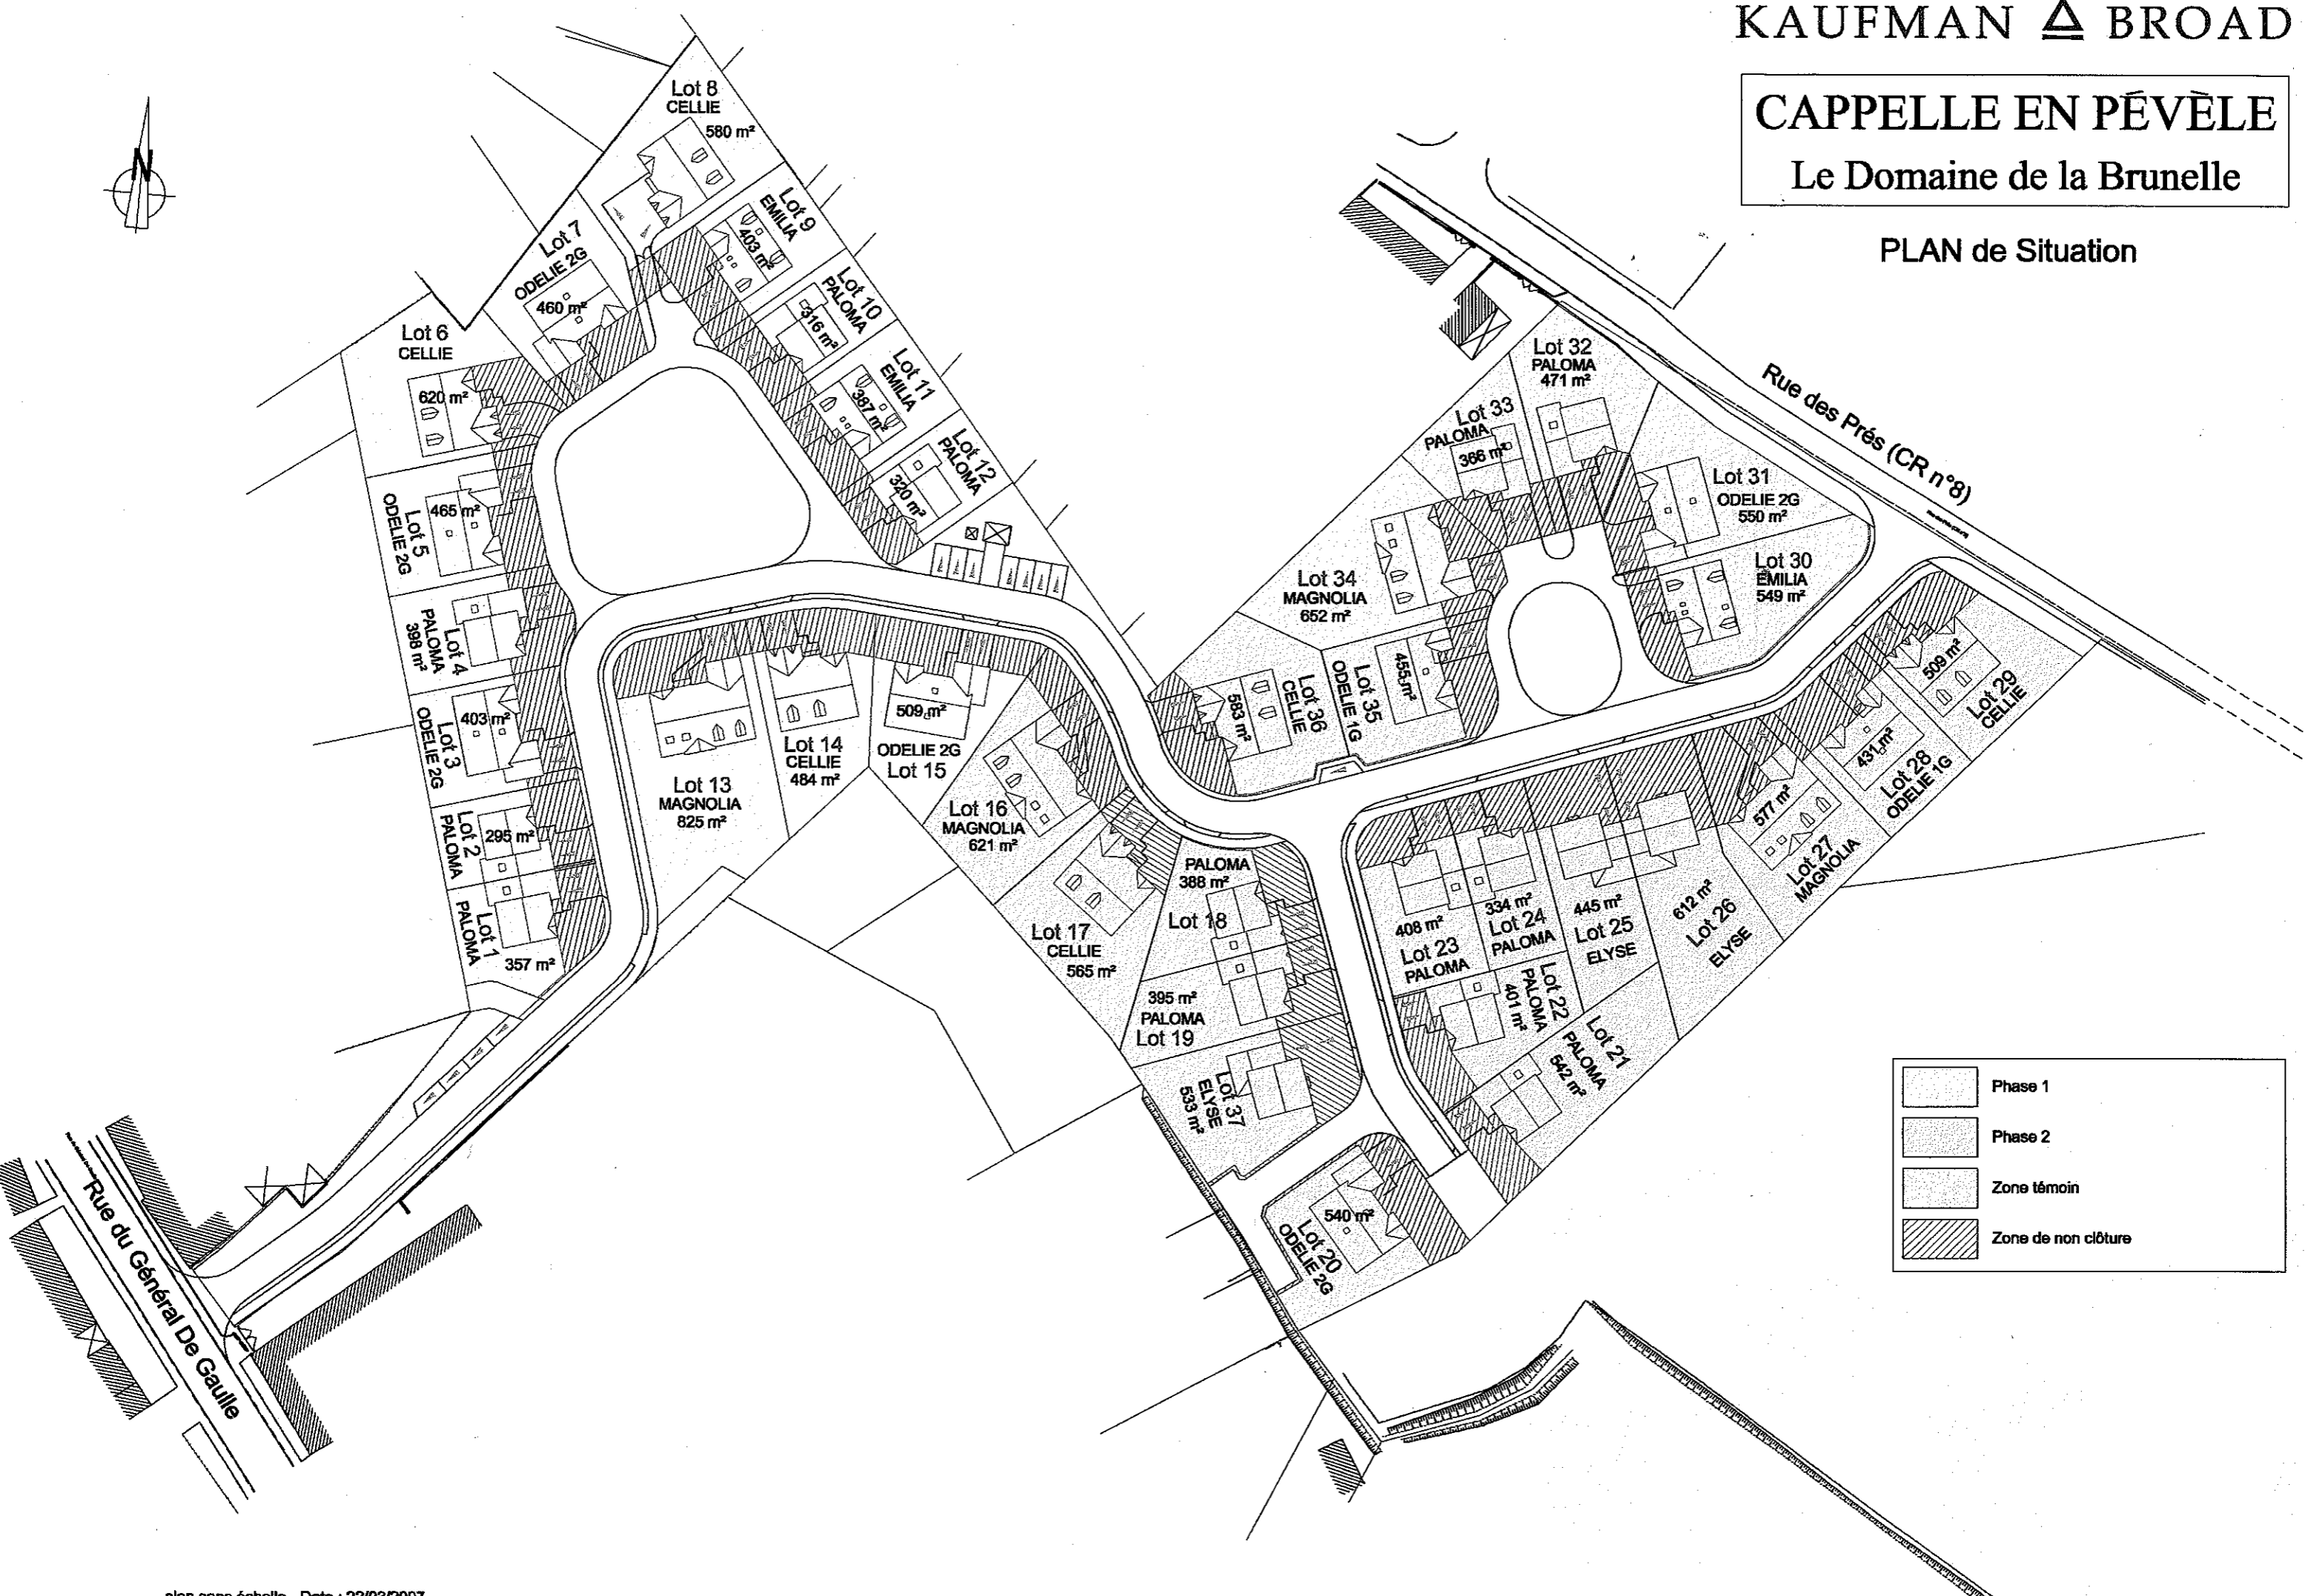 KAUFMAN BROAD
CAPPELLE EN PÉVÈLE
Le Domaine de la Brunelle
PLAN de Situation
N
Lot 8
CELLIE
580 m²
Lot 9
EMILIA
403 m²
Lot 7
ODELIE 2G
460 m²
Lot 10
PALOMA
316 m²
Lot 6
CELLIE
620 m²
Lot 11
EMILIA
387 m²
Lot 12
PALOMA
320 m²
Lot 5
ODELIE 2G
465 m²
Lot 4
PALOMA
398 m²
Lot 3
ODELIE 2G
403 m²
Lot 2
PALOMA
295 m²
Lot 1
PALOMA
357 m²
Lot 13
MAGNOLIA
825 m²
Lot 14
CELLIE
484 m²
509 m²
ODELIE 2G
Lot 15
Lot 16
MAGNOLIA
621 m²
Lot 17
CELLIE
565 m²
PALOMA
388 m²
Lot 18
395 m²
PALOMA
Lot 19
Lot 37
ELYSE
533 m²
540 m²
Lot 20
ODELIE 2G
Lot 32
PALOMA
471 m²
Lot 33
PALOMA
366 m²
Lot 31
ODELIE 2G
550 m²
Lot 30
EMILIA
549 m²
Lot 34
MAGNOLIA
652 m²
Lot 35
ODELIE 1G
455 m²
Lot 36
CELLIE
583 m²
509 m²
Lot 29
CELLIE
431 m²
Lot 28
ODELIE 1G
577 m²
Lot 27
MAGNOLIA
612 m²
Lot 26
ELYSE
445 m²
Lot 25
ELYSE
334 m²
Lot 24
PALOMA
408 m²
Lot 23
PALOMA
Lot 22
PALOMA
401 m²
Lot 21
PALOMA
542 m²
Rue des Prés (CR n°8)
Rue du Général De Gaulle
Phase 1
Phase 2
Zone témoin
Zone de non clôture